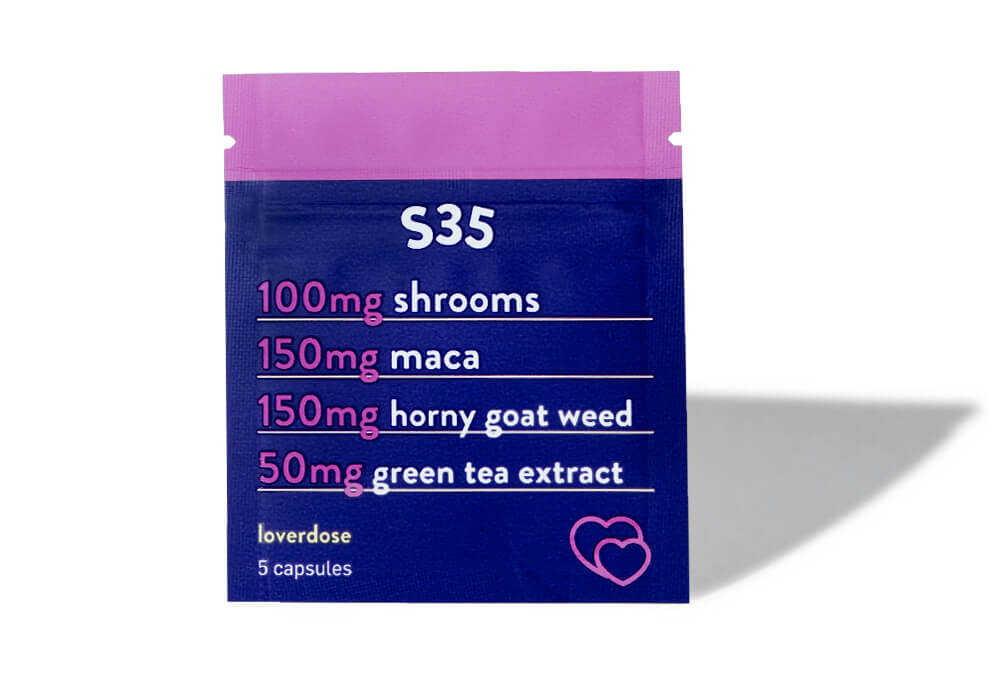 S35
100mg shrooms
150mg maca
150mg horny goat weed
50mg green tea extract
loverdose
5 capsules